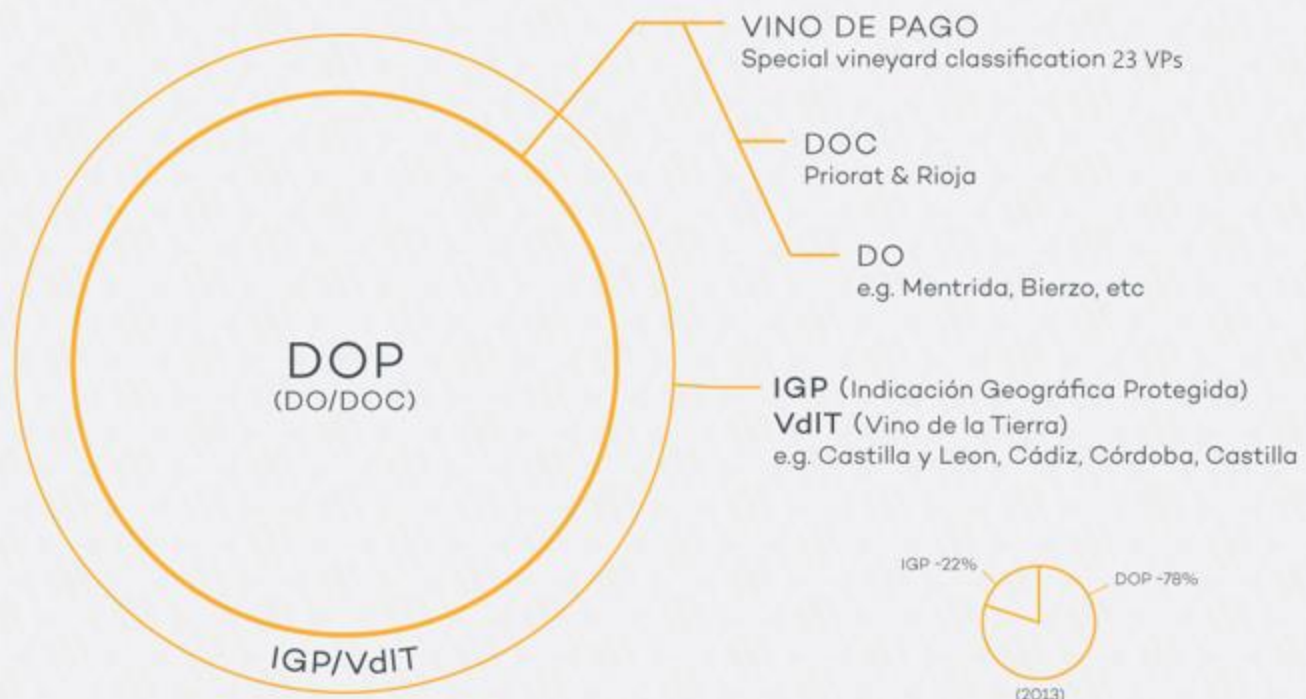 VINO DE PAGO
Special vineyard classification 23 VPs
DOC
Priorat & Rioja
DO
e.g. Mentrida, Bierzo, etc
DOP
(DO/DOC)
IGP (Indicación Geográfica Protegida)
VdlT (Vino de la Tierra)
e.g. Castilla y Leon, Cádiz, Córdoba, Castilla
IGP/VdlT
IGP ~22%
DOP ~78%
(2013)